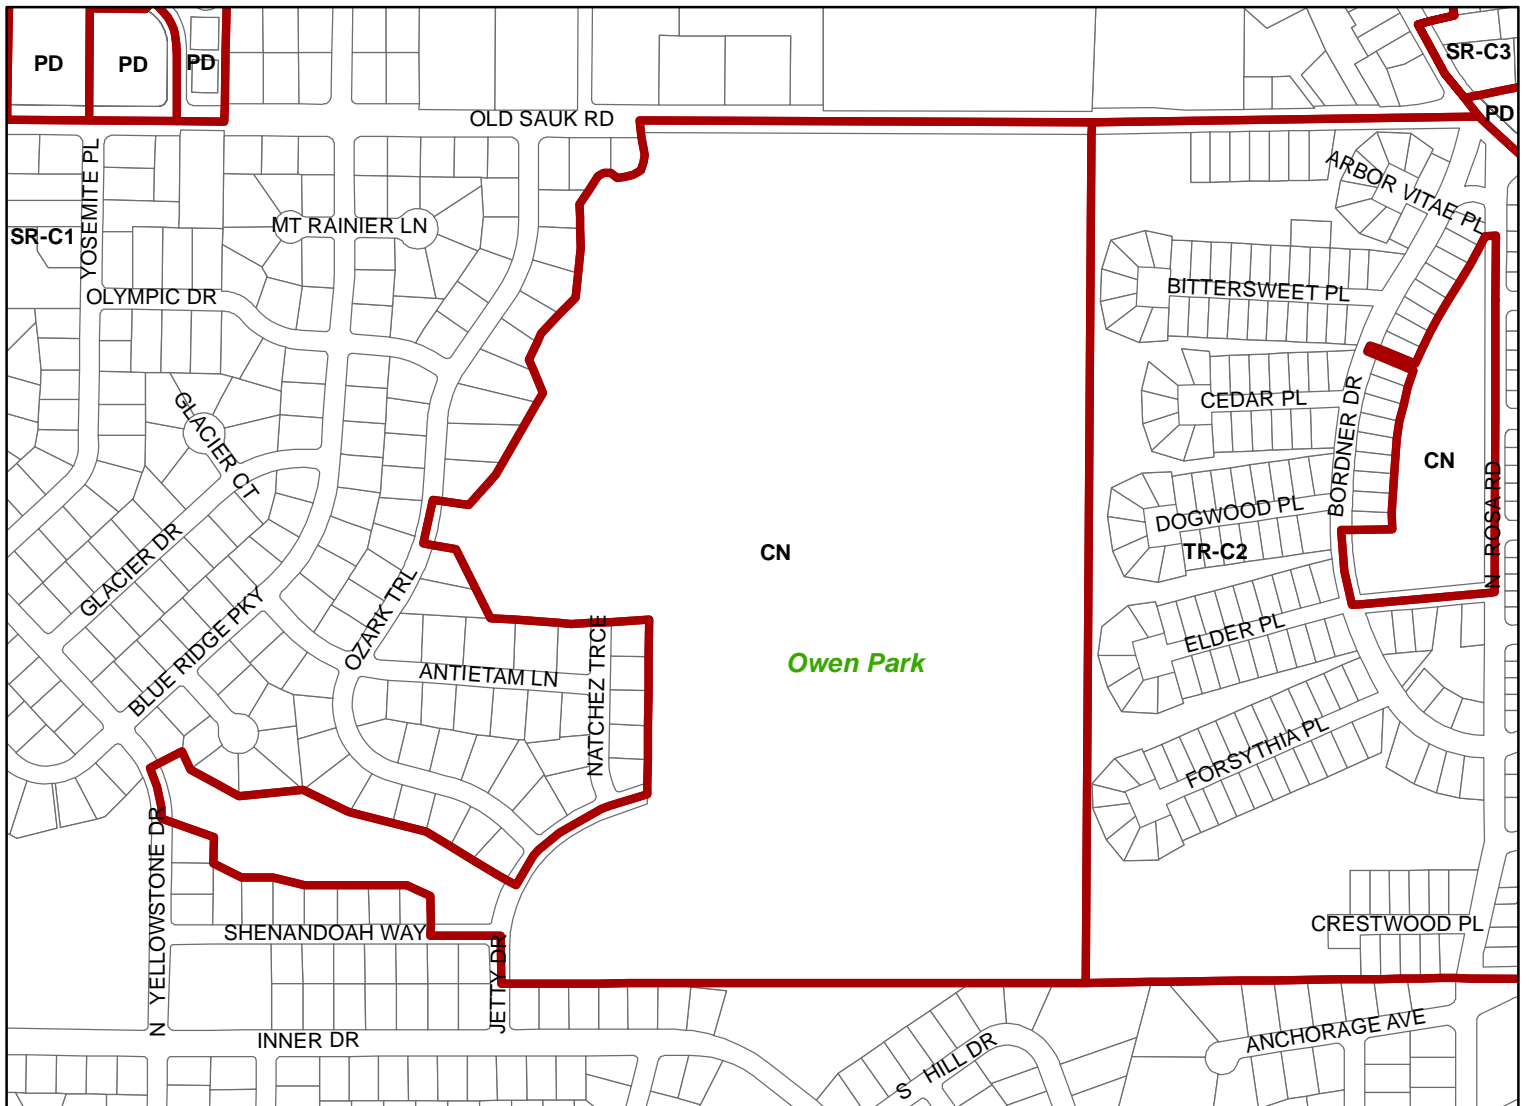 PD
PD
PD
SR-C3
PD
OLD SAUK RD
YOSEMITE PL
ARBOR VITAE PL
SR-C1
MT RAINIER LN
OLYMPIC DR
BITTERSWEET PL
GLACIER CT
CEDAR PL
BORDNER DR
CN
N ROSA RD
DOGWOOD PL
TR-C2
GLACIER DR
CN
BLUE RIDGE PKY
OZARK TRL
ANTIETAM LN
NATCHEZ TRCE
Owen Park
ELDER PL
FORSYTHIA PL
N YELLOWSTONE DR
SHENANDOAH WAY
JETTY DR
CRESTWOOD PL
INNER DR
S HILL DR
ANCHORAGE AVE